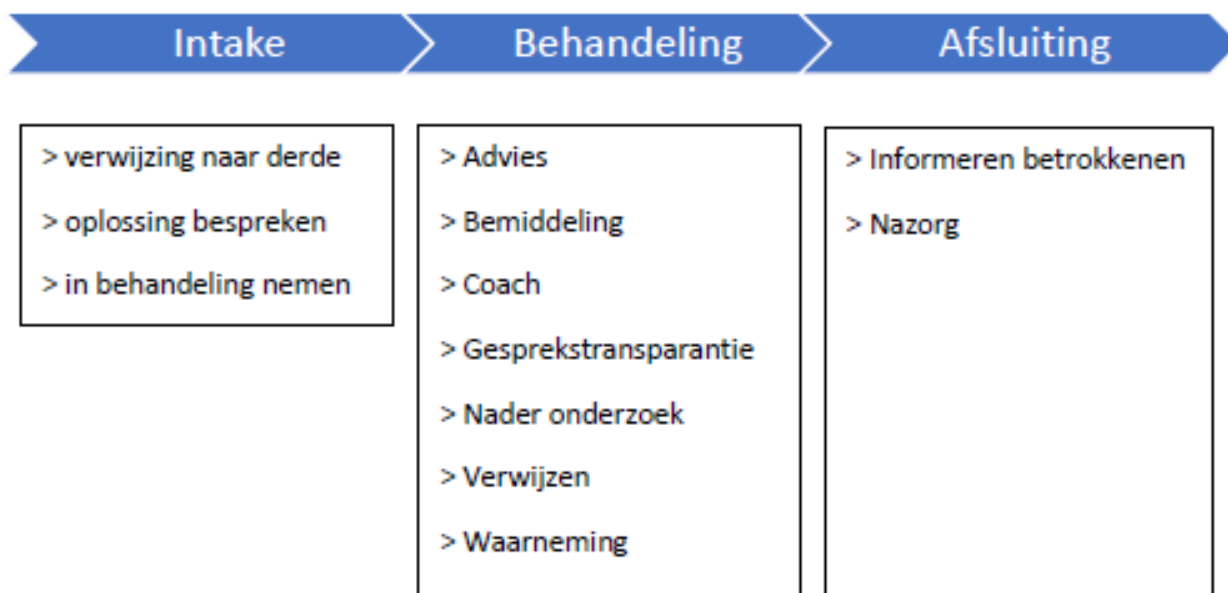 Intake
Behandeling
Afsluiting
> verwijzing naar derde
> oplossing bespreken
> in behandeling nemen
> Advies
> Bemiddeling
> Coach
> Gesprekstransparantie
> Nader onderzoek
> Verwijzen
> Waarneming
> Informeren betrokkenen
> Nazorg